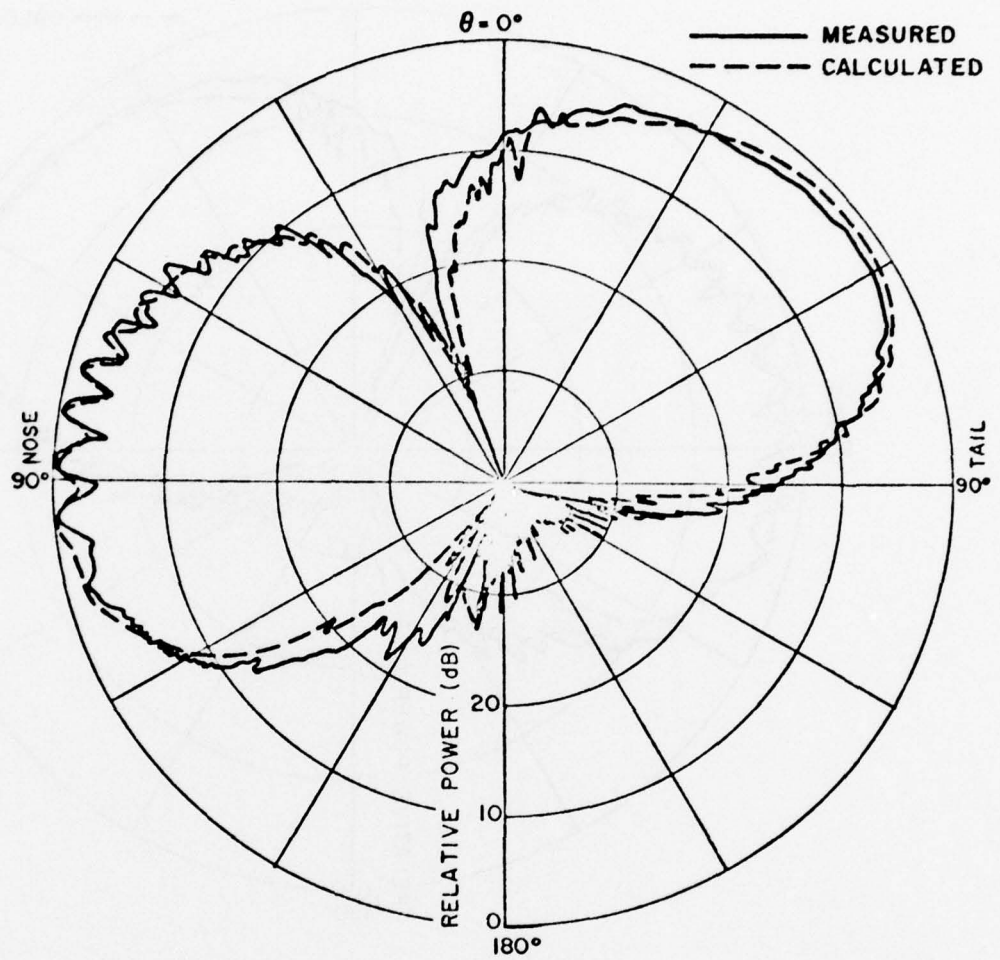 θ = 0°
MEASURED
CALCULATED
NOSE
90°
TAIL
90°
RELATIVE POWER (dB)
20
10
0
180°